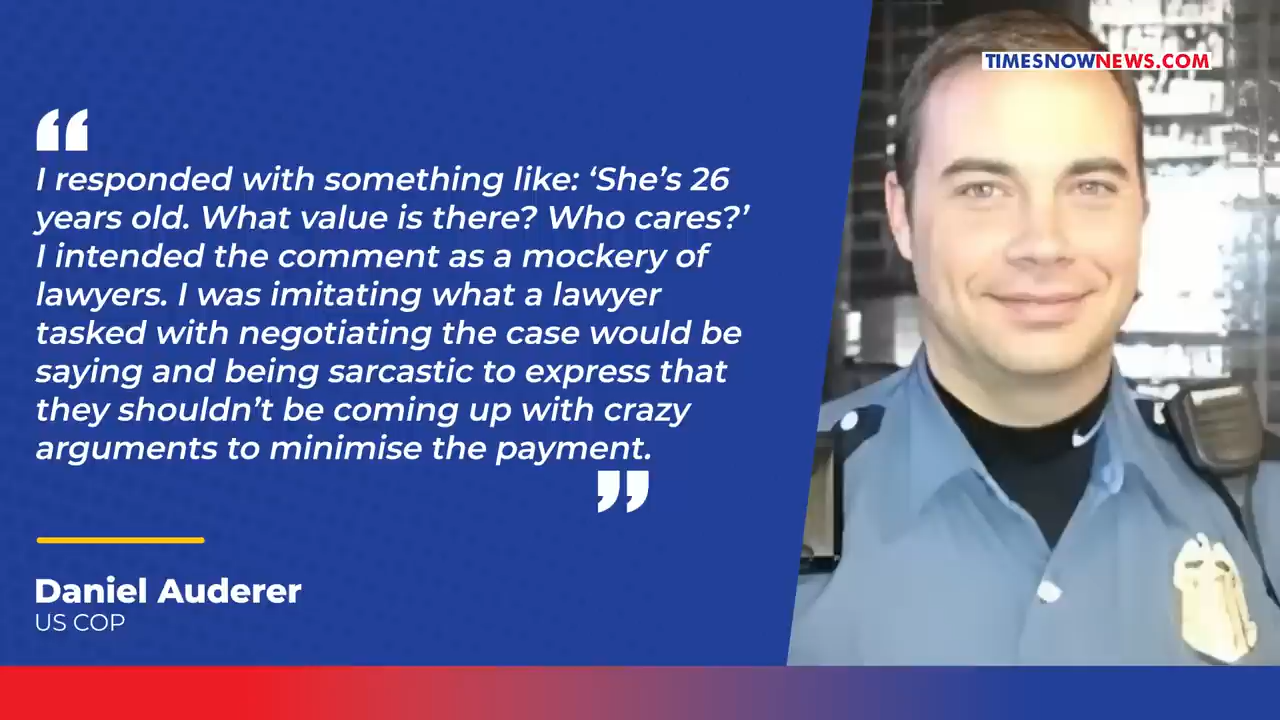 TIMESNOWNEWS.COM
“
I responded with something like: ‘She’s 26
years old. What value is there? Who cares?’
I intended the comment as a mockery of
lawyers. I was imitating what a lawyer
tasked with negotiating the case would be
saying and being sarcastic to express that
they shouldn’t be coming up with crazy
arguments to minimise the payment.
”
Daniel Auderer
US COP